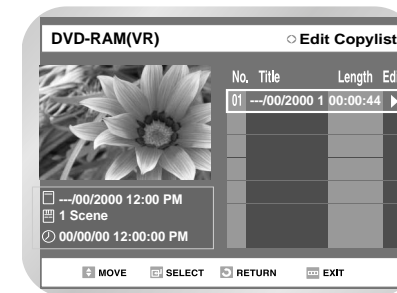 DVD-RAM(VR) Edit Copylist
No. Title Length Edi
01 ---/00/2000 1 00:00:44
---/00/2000 12:00 PM
1 Scene
00/00/00 12:00:00 PM
MOVE SELECT RETURN EXIT